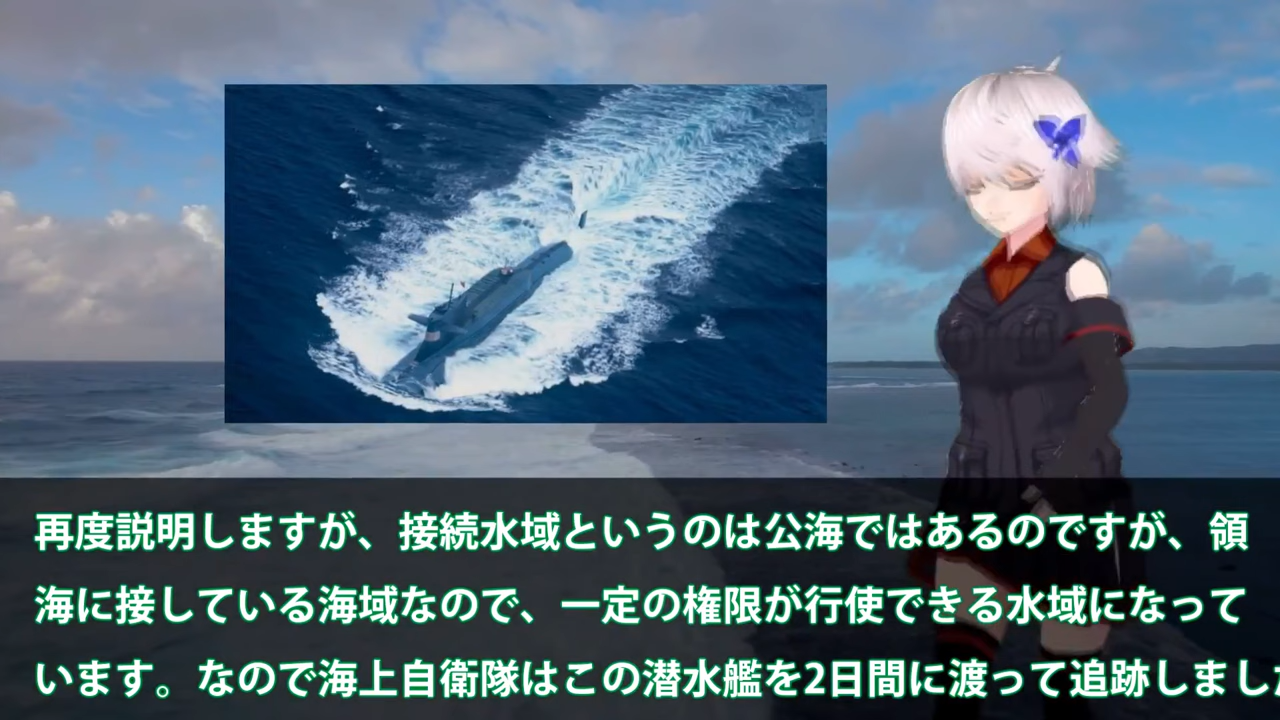 再度説明しますが、接続水域というのは公海ではあるのですが、領
海に接している海域なので、一定の権限が行使できる水域になって
います。なので海上自衛隊はこの潜水艦を2日間に渡って追跡しまし